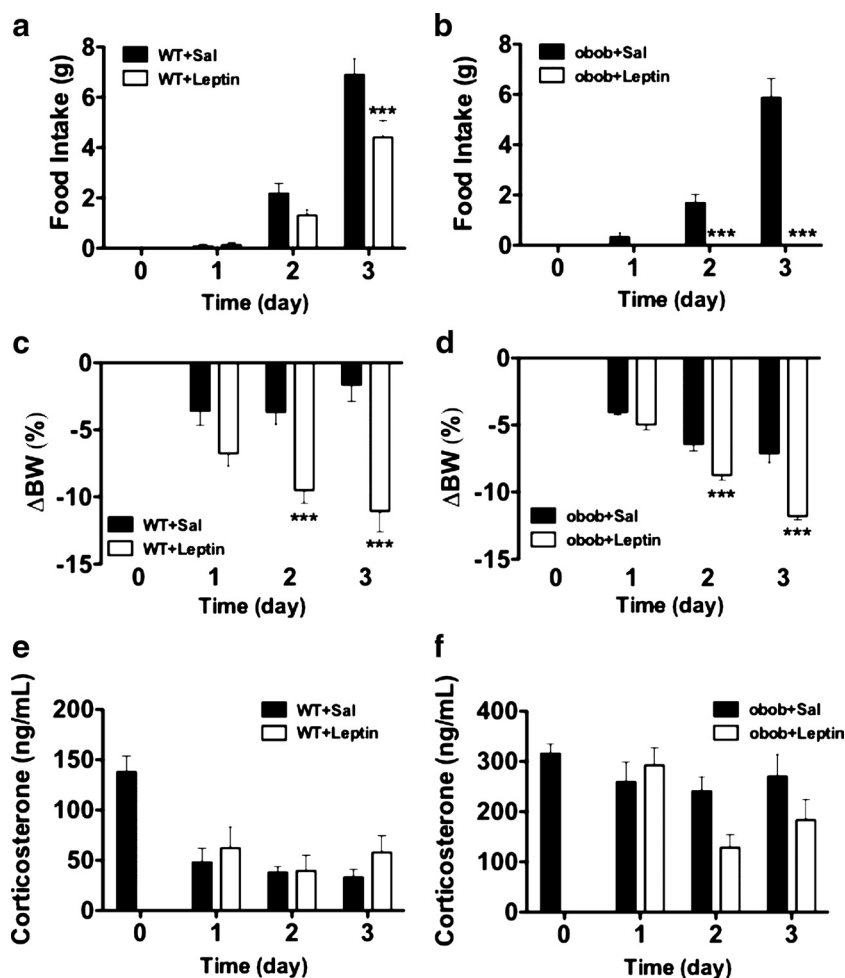 a
WT+Sal
WT+Leptin
Food Intake (g)
8
6
4
2
0
***
0 1 2 3
Time (day)
b
obob+Sal
obob+Leptin
Food Intake (g)
8
6
4
2
0
*** ***
0 1 2 3
Time (day)
c
ΔBW (%)
0
-5
-10
-15
WT+Sal
WT+Leptin
*** ***
0 1 2 3
Time (day)
d
ΔBW (%)
0
-5
-10
-15
obob+Sal
obob+Leptin
*** ***
0 1 2 3
Time (day)
e
WT+Sal
WT+Leptin
Corticosterone (ng/mL)
200
150
100
50
0
0 1 2 3
Time (day)
f
obob+Sal
obob+Leptin
Corticosterone (ng/mL)
400
300
200
100
0
0 1 2 3
Time (day)